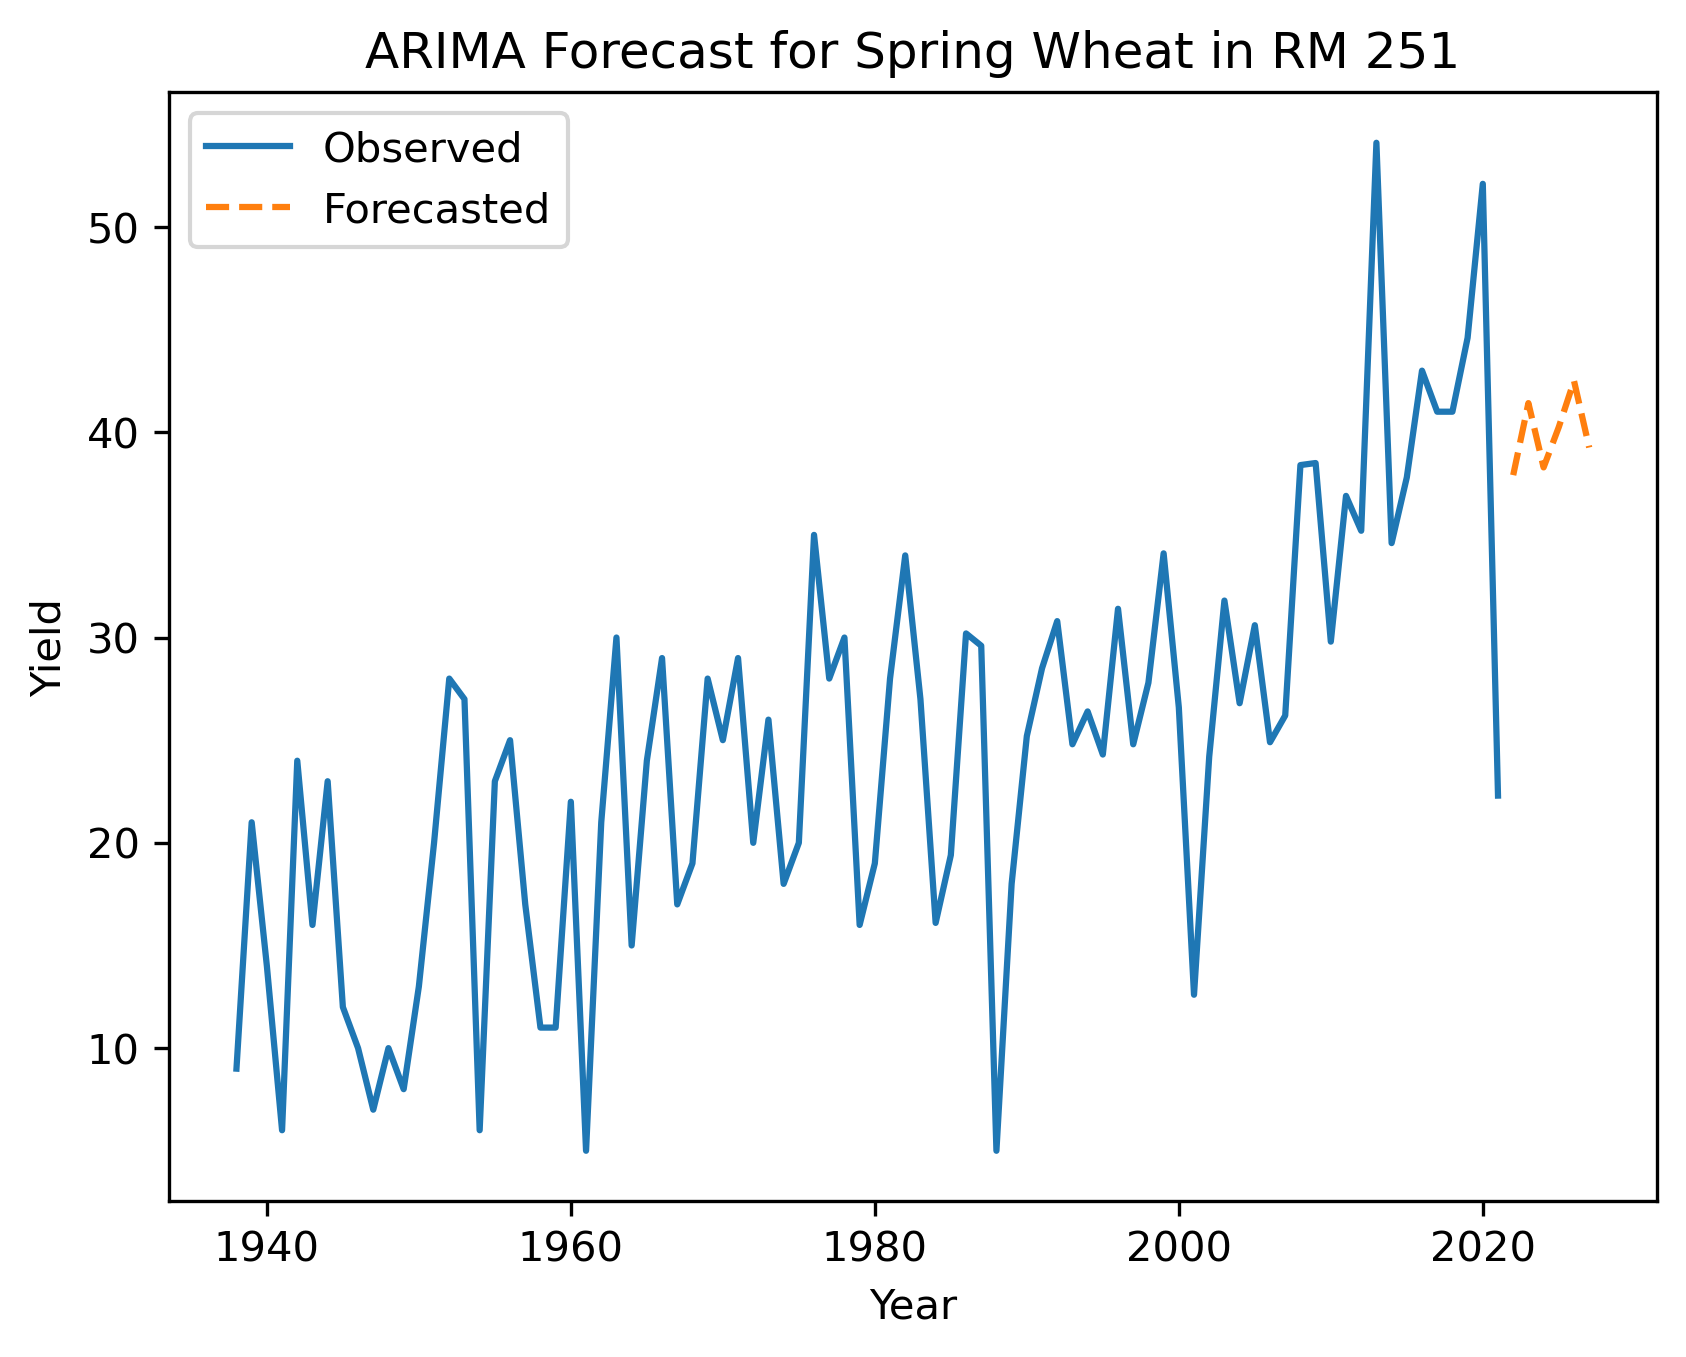 ARIMA Forecast for Spring Wheat in RM 251
Observed
Forecasted
50
40
30
20
10
Yield
1940 1960 1980 2000 2020
Year